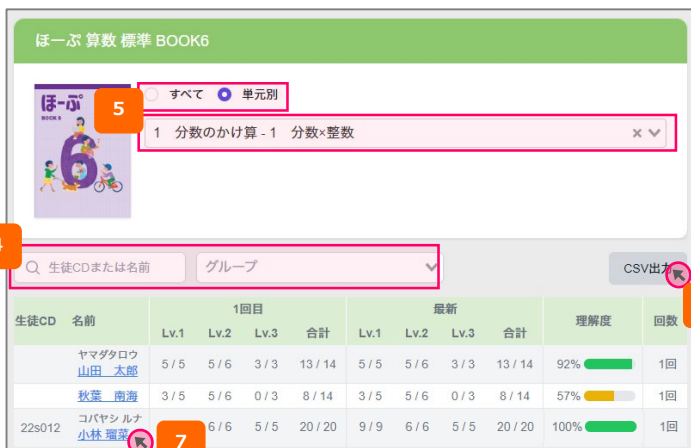 ほーぷ 算数 標準 BOOK6
ほーぷ
BOOK 6
6
5
すべて 単元別
1 分数のかけ算 - 1 分数×整数
生徒CDまたは名前 グループ CSV出力
生徒CD 名前 1回目 最新 理解度 回数
Lv.1 Lv.2 Lv.3 合計 Lv.1 Lv.2 Lv.3 合計
ヤマダタロウ
山田 太郎 5 / 5 5 / 6 3 / 3 13 / 14 5 / 5 5 / 6 3 / 3 13 / 14 92% 1回
秋葉 南海 3 / 5 5 / 6 0 / 3 8 / 14 3 / 5 5 / 6 0 / 3 8 / 14 57% 1回
コバヤシ ルナ
22s012 小林 瑠菜 7 6 / 6 5 / 5 20 / 20 9 / 9 6 / 6 5 / 5 20 / 20 100% 1回